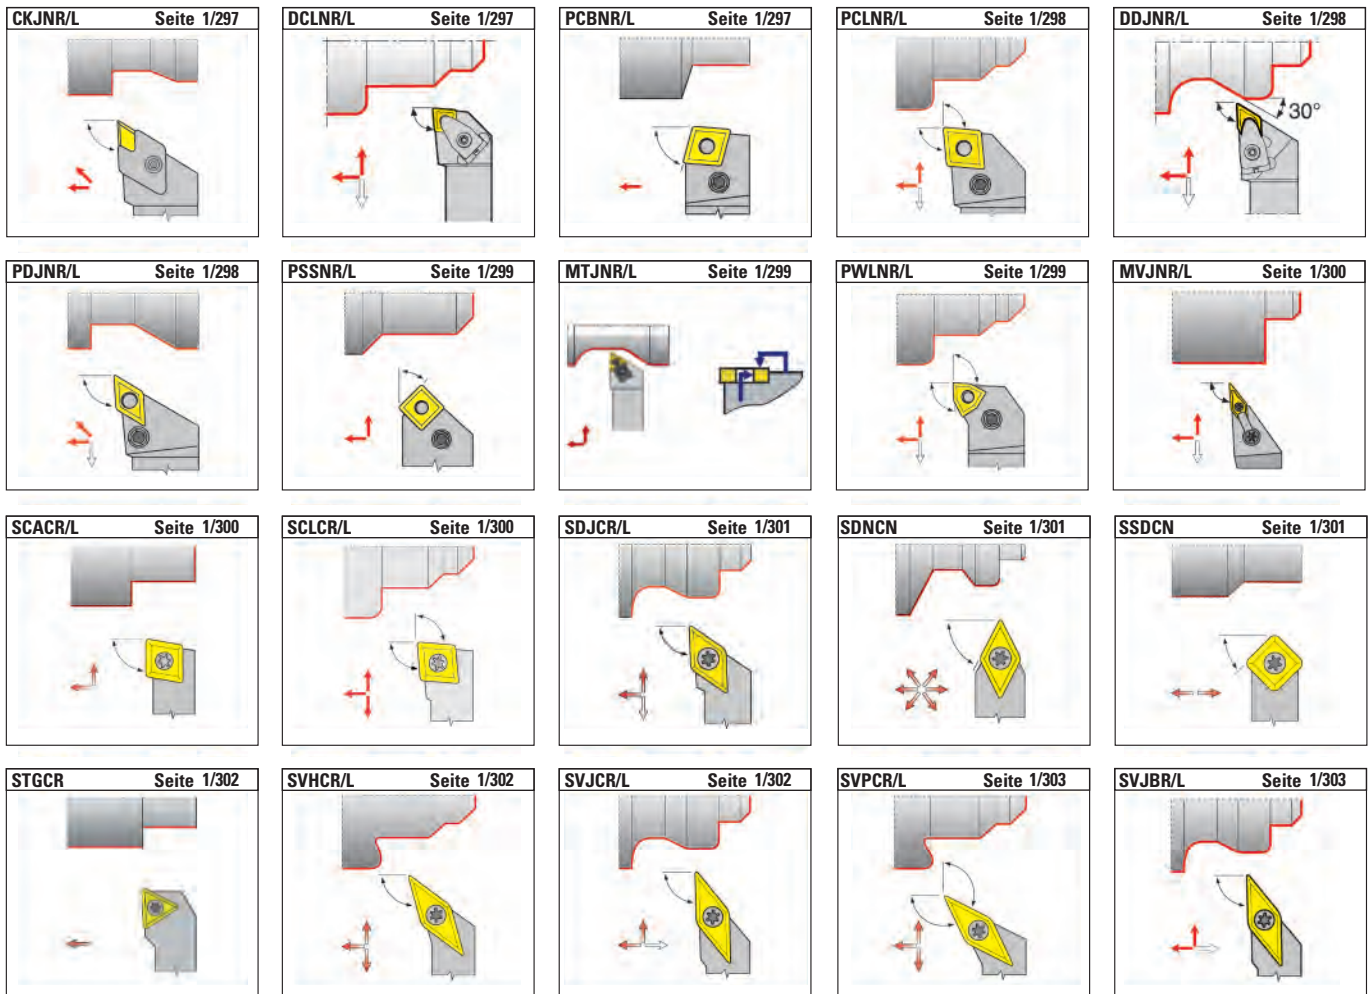 CKJNR/L Seite 1/297
DCLNR/L Seite 1/297
PCBNR/L Seite 1/297
PCLNR/L Seite 1/298
DDJNR/L Seite 1/298
30°
PDJNR/L Seite 1/298
PSSNR/L Seite 1/299
MTJNR/L Seite 1/299
PWLNR/L Seite 1/299
MVJNR/L Seite 1/300
SCACR/L Seite 1/300
SCLCR/L Seite 1/300
SDJCR/L Seite 1/301
SDNCN Seite 1/301
SSDCN Seite 1/301
STGCR Seite 1/302
SVHCR/L Seite 1/302
SVJCR/L Seite 1/302
SVPCR/L Seite 1/303
SVJBR/L Seite 1/303